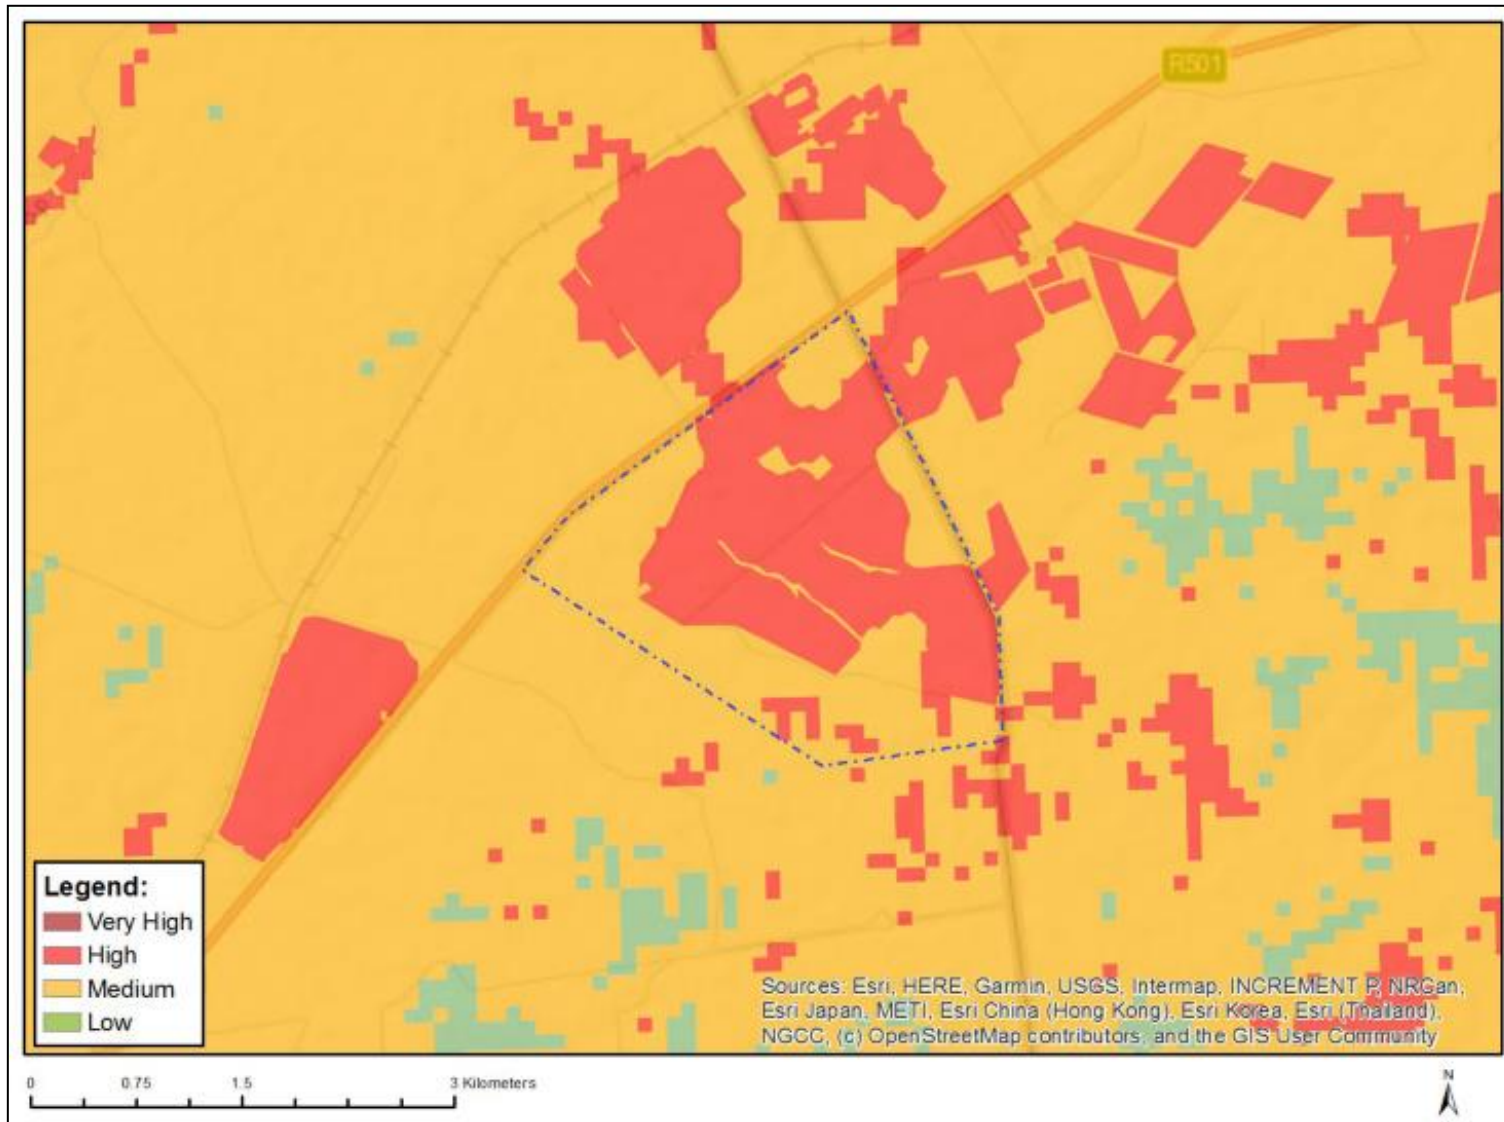 R501
Legend:
Very High
High
Medium
Low
Sources: Esri, HERE, Garmin, USGS, Intermap, INCREMENT P, NRCan,
Esri Japan, METI, Esri China (Hong Kong), Esri Korea, Esri (Thailand),
NGCC, (c) OpenStreetMap contributors, and the GIS User Community
0 0.75 1.5 3 Kilometers
N